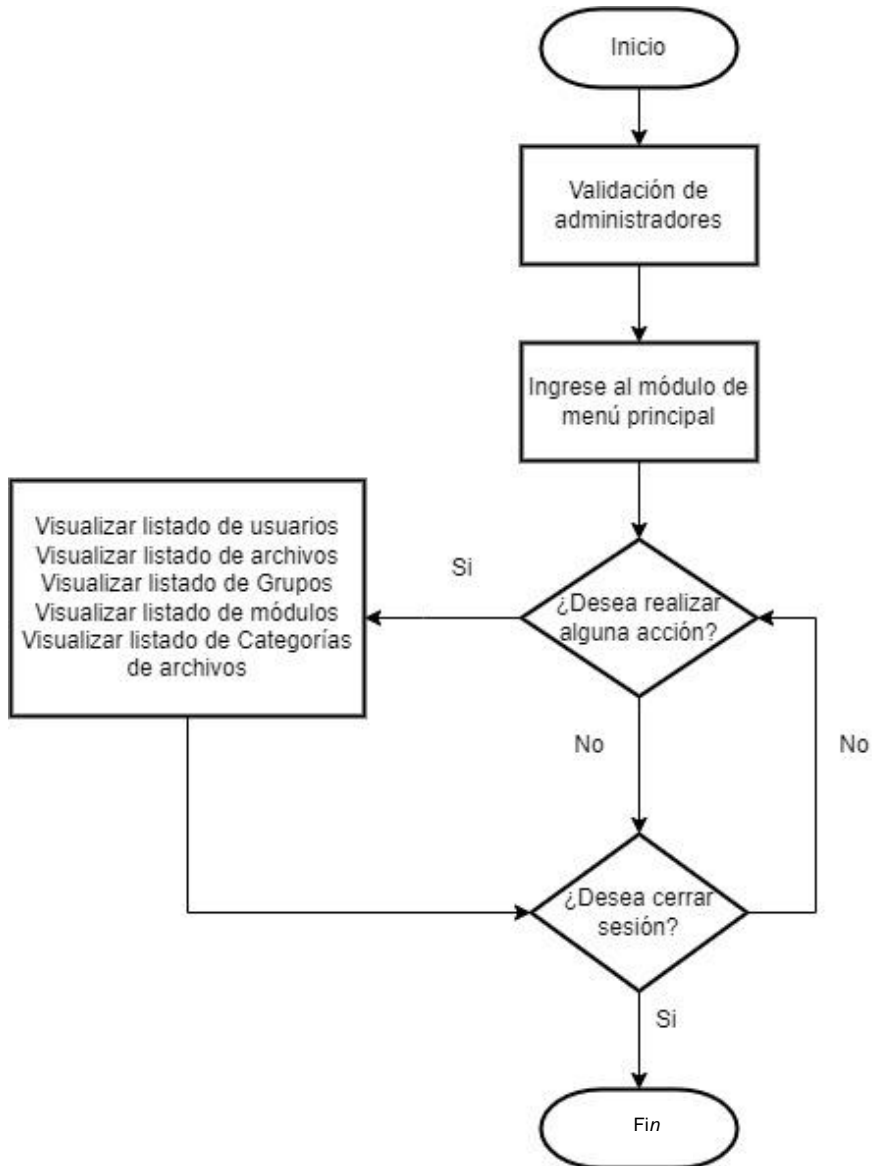 Inicio
Validación de
administradores
Ingrese al módulo de
menú principal
Visualizar listado de usuarios
Visualizar listado de archivos
Visualizar listado de Grupos
Visualizar listado de módulos
Visualizar listado de Categorías
de archivos
Si
¿Desea realizar
alguna acción?
No
No
¿Desea cerrar
sesión?
Si
Fin